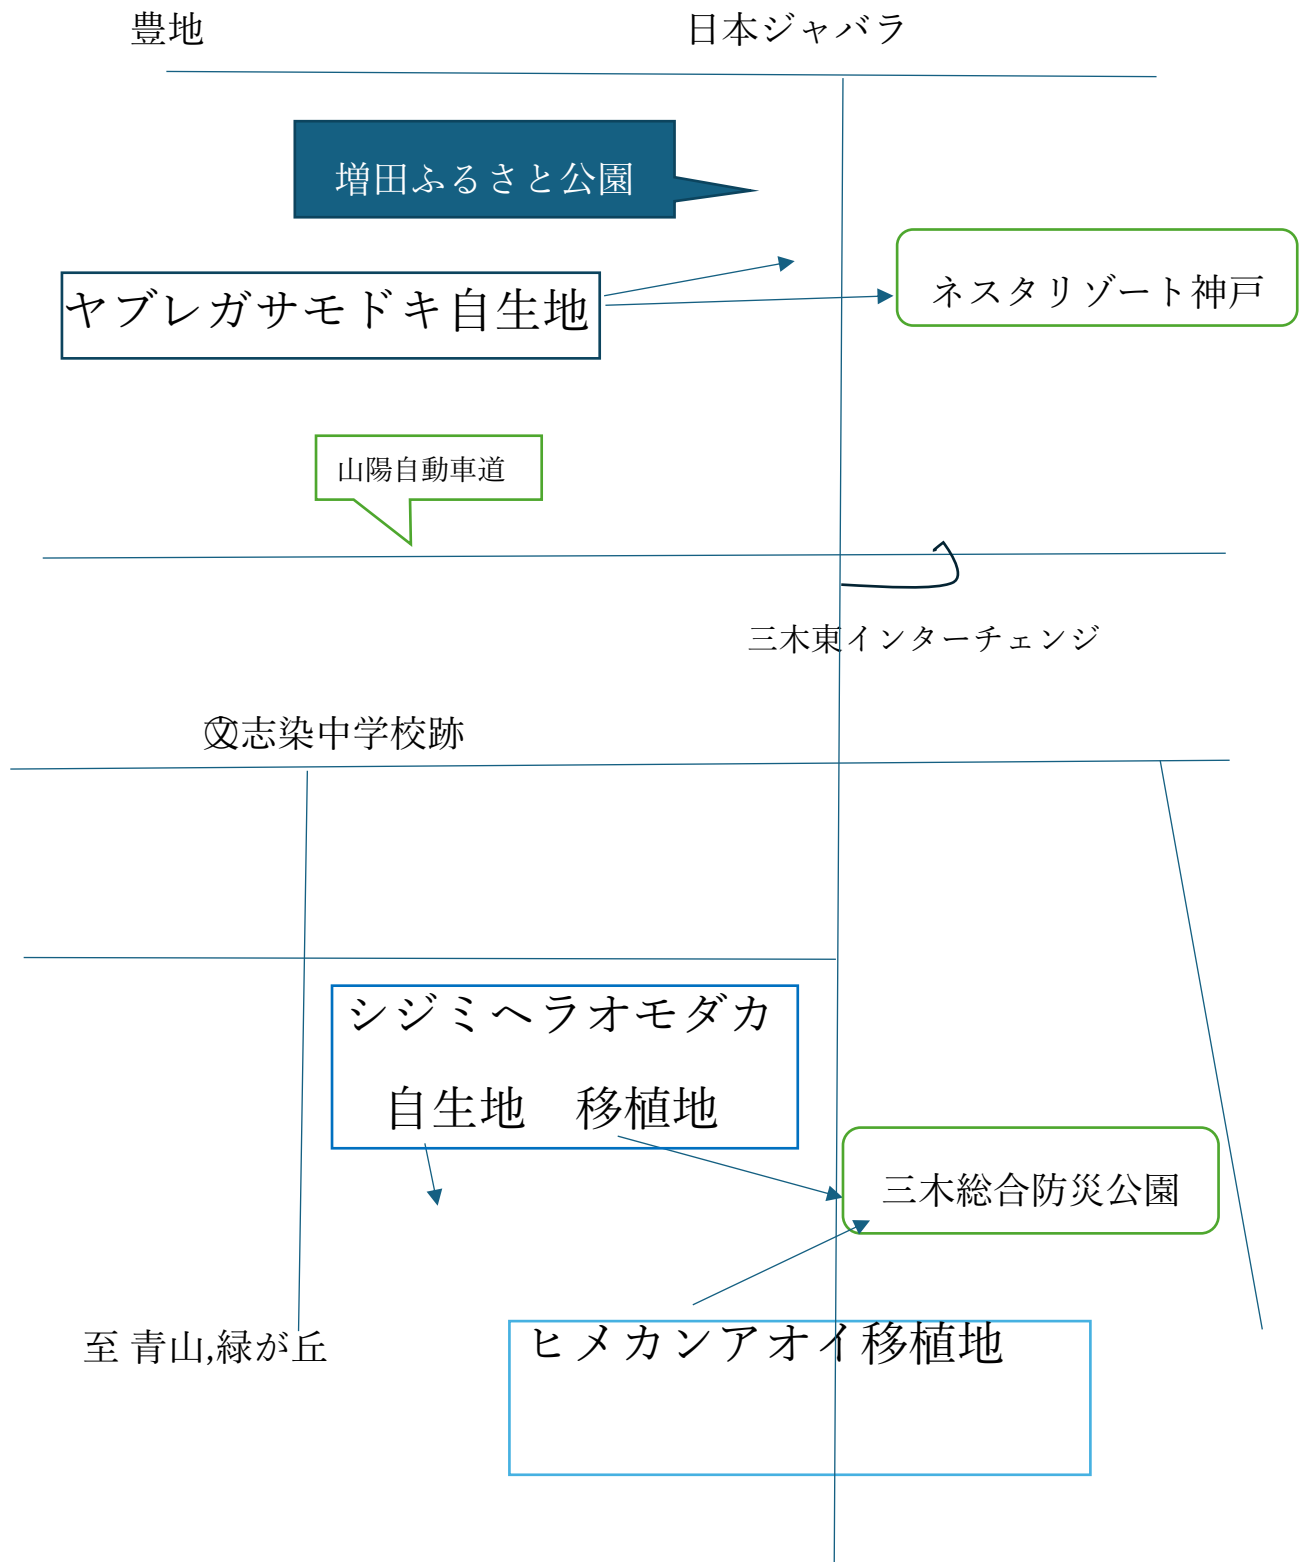 豊地
日本ジャバラ
増田ふるさと公園
ネスタリゾート神戸
ヤブレガサモドキ自生地
山陽自動車道
三木東インターチェンジ
㊛志染中学校跡
シジミヘラオモダカ
自生地　移植地
三木総合防災公園
至 青山,緑が丘
ヒメカンアオイ移植地